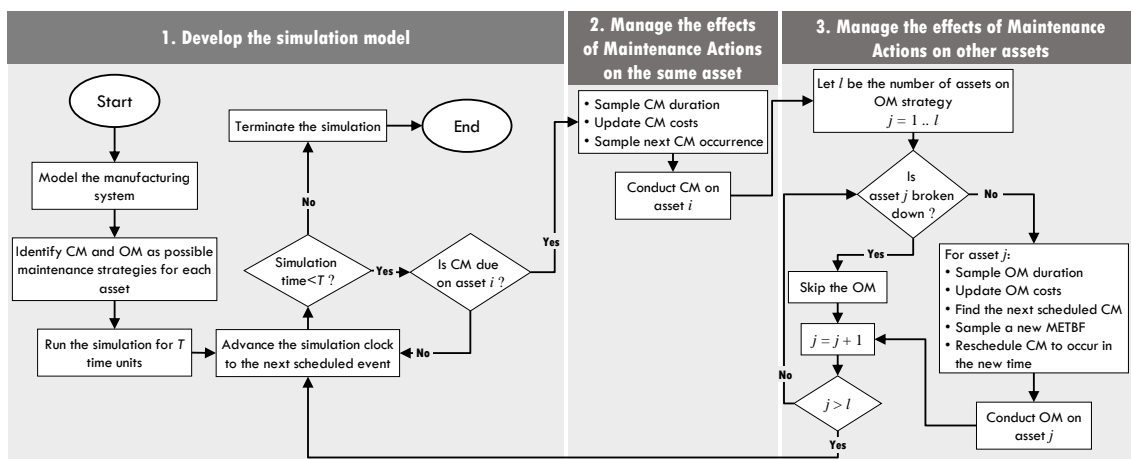 1. Develop the simulation model
2. Manage the effects
of Maintenance Actions
on the same asset
3. Manage the effects of Maintenance
Actions on other assets
Start
Terminate the simulation
End
Model the manufacturing
system
No
Identify CM and OM as possible
maintenance strategies for each
asset
Simulation
time<T ?
Yes
Is CM due
on asset i ?
Yes
Run the simulation for T
time units
Advance the simulation clock
to the next scheduled event
No
• Sample CM duration
• Update CM costs
• Sample next CM occurrence
Conduct CM on
asset i
Let l be the number of assets on
OM strategy
j = 1 .. l
Is
asset j broken
down ?
No
Yes
Skip the OM
For asset j:
• Sample OM duration
• Update OM costs
• Find the next scheduled CM
• Sample a new METBF
• Reschedule CM to occur in
the new time
j = j + 1
No
j > l
Conduct OM on
asset j
Yes